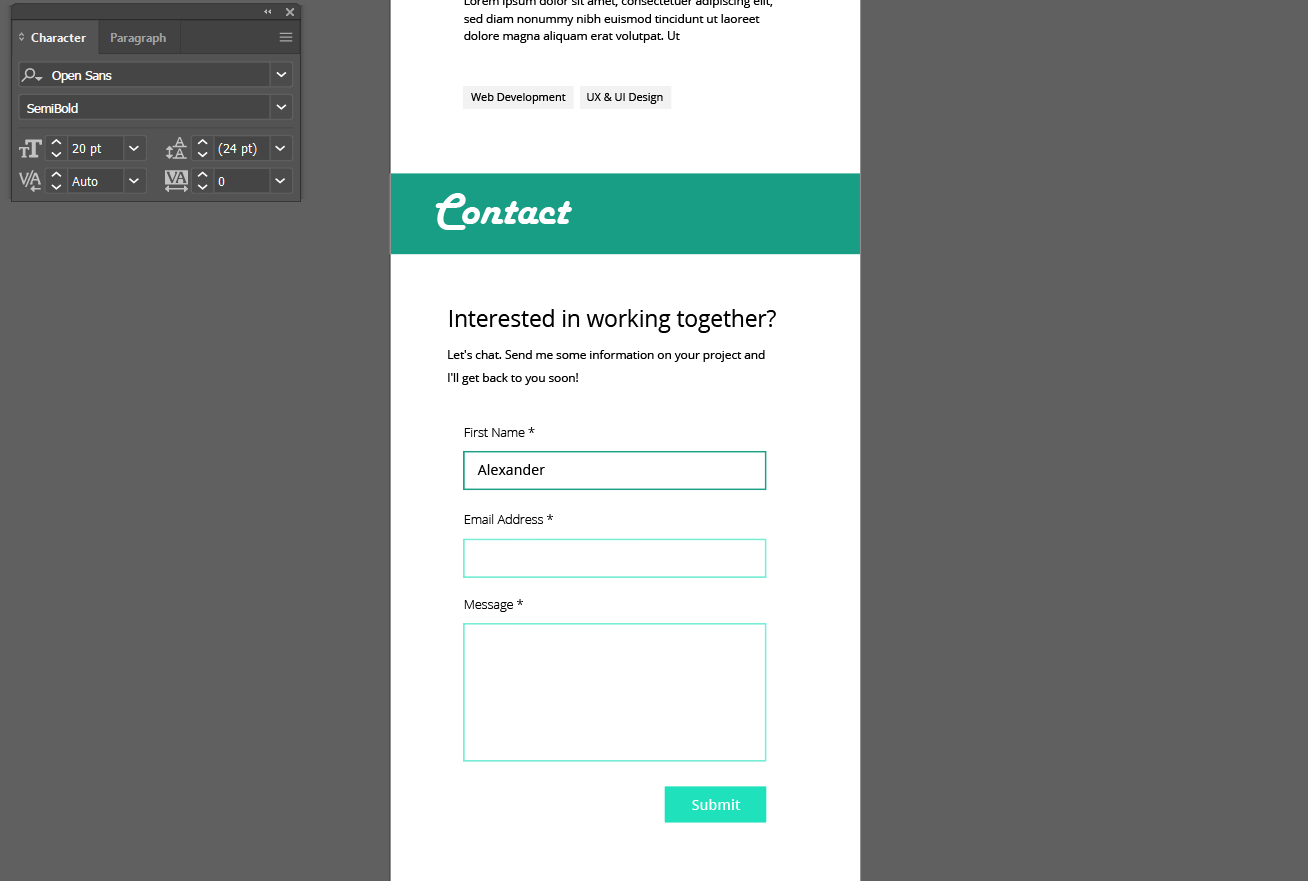 Character
Paragraph
Open Sans
SemiBold
20 pt
(24 pt)
Auto
0
Lorem ipsum dolor sit amet, consectetuer adipiscing elit,
sed diam nonummy nibh euismod tincidunt ut laoreet
dolore magna aliquam erat volutpat. Ut
Web Development
UX & UI Design
Contact
Interested in working together?
Let's chat. Send me some information on your project and
I'll get back to you soon!
First Name *
Alexander
Email Address *
Message *
Submit